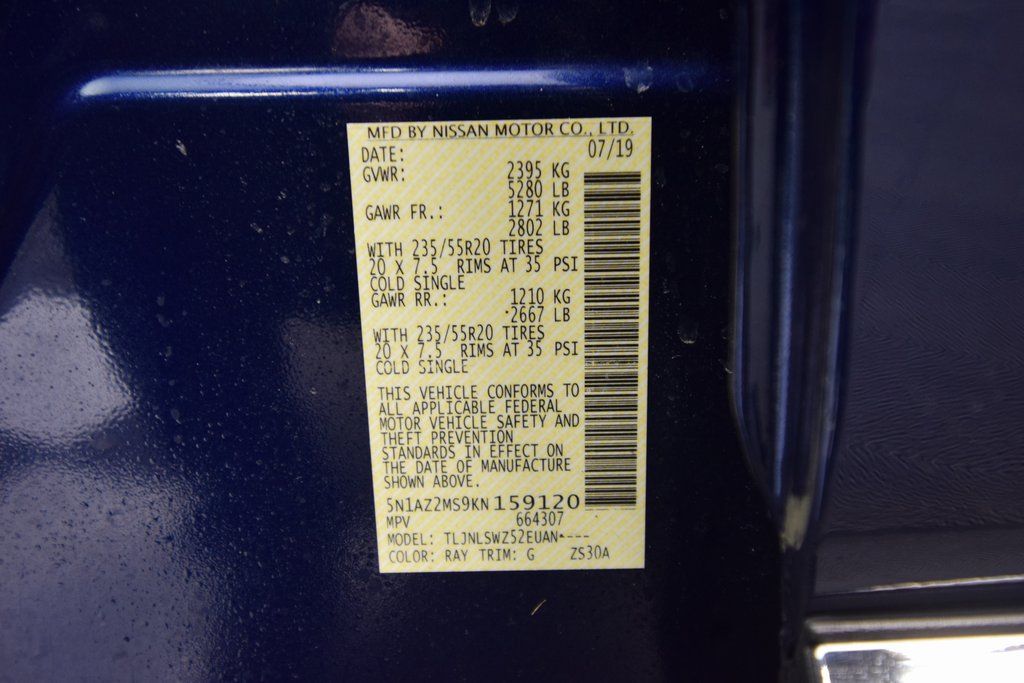 MFD BY NISSAN MOTOR CO., LTD.
DATE: 07/19
GVWR: 2395 KG
5280 LB
GAWR FR.: 1271 KG
2802 LB
WITH 235/55R20 TIRES
20 X 7.5 RIMS AT 35 PSI
COLD SINGLE
GAWR RR.: 1210 KG
2667 LB
WITH 235/55R20 TIRES
20 X 7.5 RIMS AT 35 PSI
COLD SINGLE
THIS VEHICLE CONFORMS TO
ALL APPLICABLE FEDERAL
MOTOR VEHICLE SAFETY AND
THEFT PREVENTION
STANDARDS IN EFFECT ON
THE DATE OF MANUFACTURE
SHOWN ABOVE.
5N1AZ2MS9KN159120
MPV 664307
MODEL: TLJNLSWZ52EUAN----
COLOR: RAY TRIM: G ZS30A